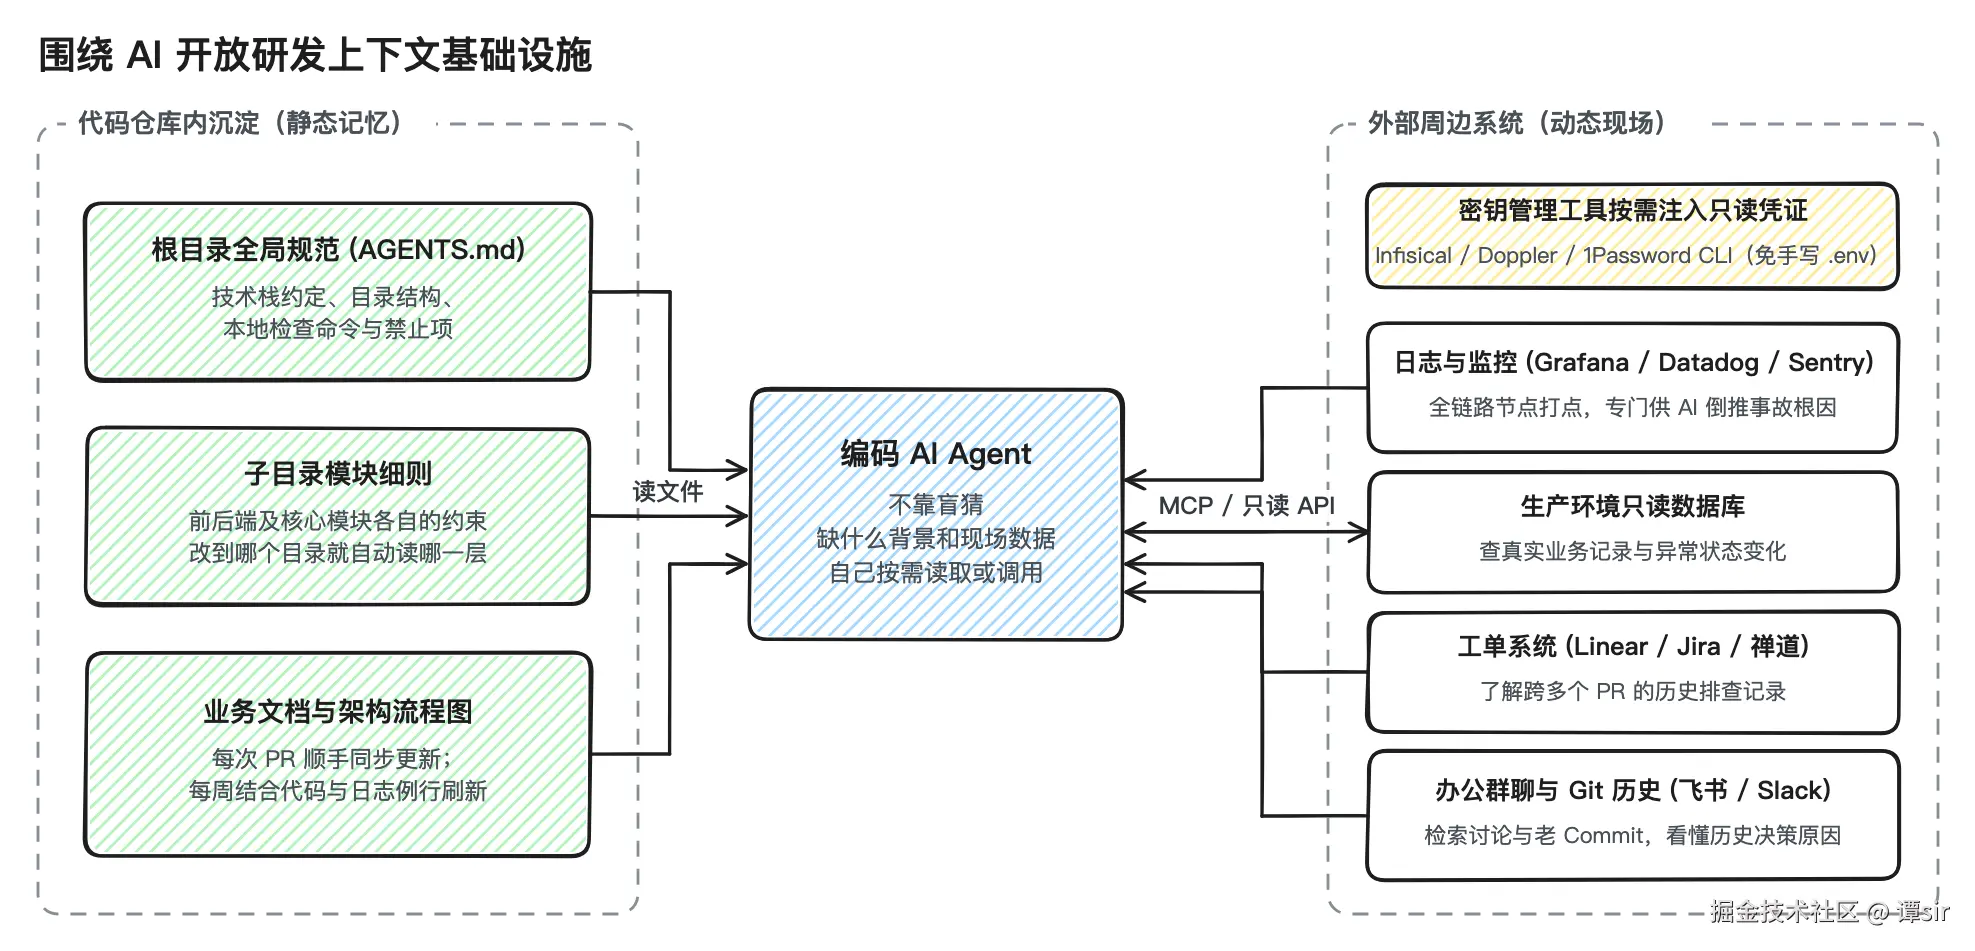 围绕 AI 开放研发上下文基础设施
代码仓库内沉淀（静态记忆）
根目录全局规范 (AGENTS.md)
技术栈约定、目录结构、
本地检查命令与禁止项
子目录模块细则
前后端及核心模块各自的约束
改到哪个目录就自动读哪一层
业务文档与架构流程图
每次 PR 顺手同步更新；
每周结合代码与日志例行刷新
读文件
编码 AI Agent
不靠盲猜
缺什么背景和现场数据
自己按需读取或调用
MCP / 只读 API
外部周边系统（动态现场）
密钥管理工具按需注入只读凭证
Infisical / Doppler / 1Password CLI（免手写 .env）
日志与监控 (Grafana / Datadog / Sentry)
全链路节点打点，专门供 AI 倒推事故根因
生产环境只读数据库
查真实业务记录与异常状态变化
工单系统 (Linear / Jira / 禅道)
了解跨多个 PR 的历史排查记录
办公群聊与 Git 历史 (飞书 / Slack)
检索讨论与老 Commit，看懂历史决策原因
掘金技术社区 @ 谭sir